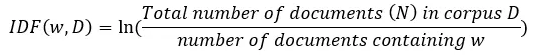 IDF(w, D) = ln(Total number of documents (N) in corpus D / number of documents containing w)